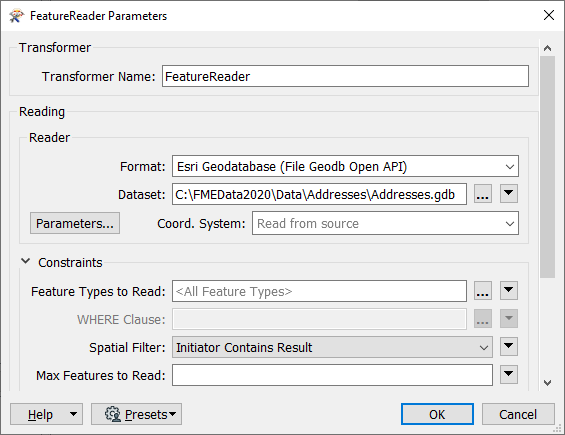 FeatureReader Parameters
Transformer
Transformer Name: FeatureReader
Reading
Reader
Format: Esri Geodatabase (File Geodb Open API)
Dataset: C:\FMEData2020\Data\Addresses\Addresses.gdb ...
Parameters... Coord. System: Read from source
Constraints
Feature Types to Read: <All Feature Types> ...
WHERE Clause: ...
Spatial Filter: Initiator Contains Result
Max Features to Read:
Help Presets OK Cancel